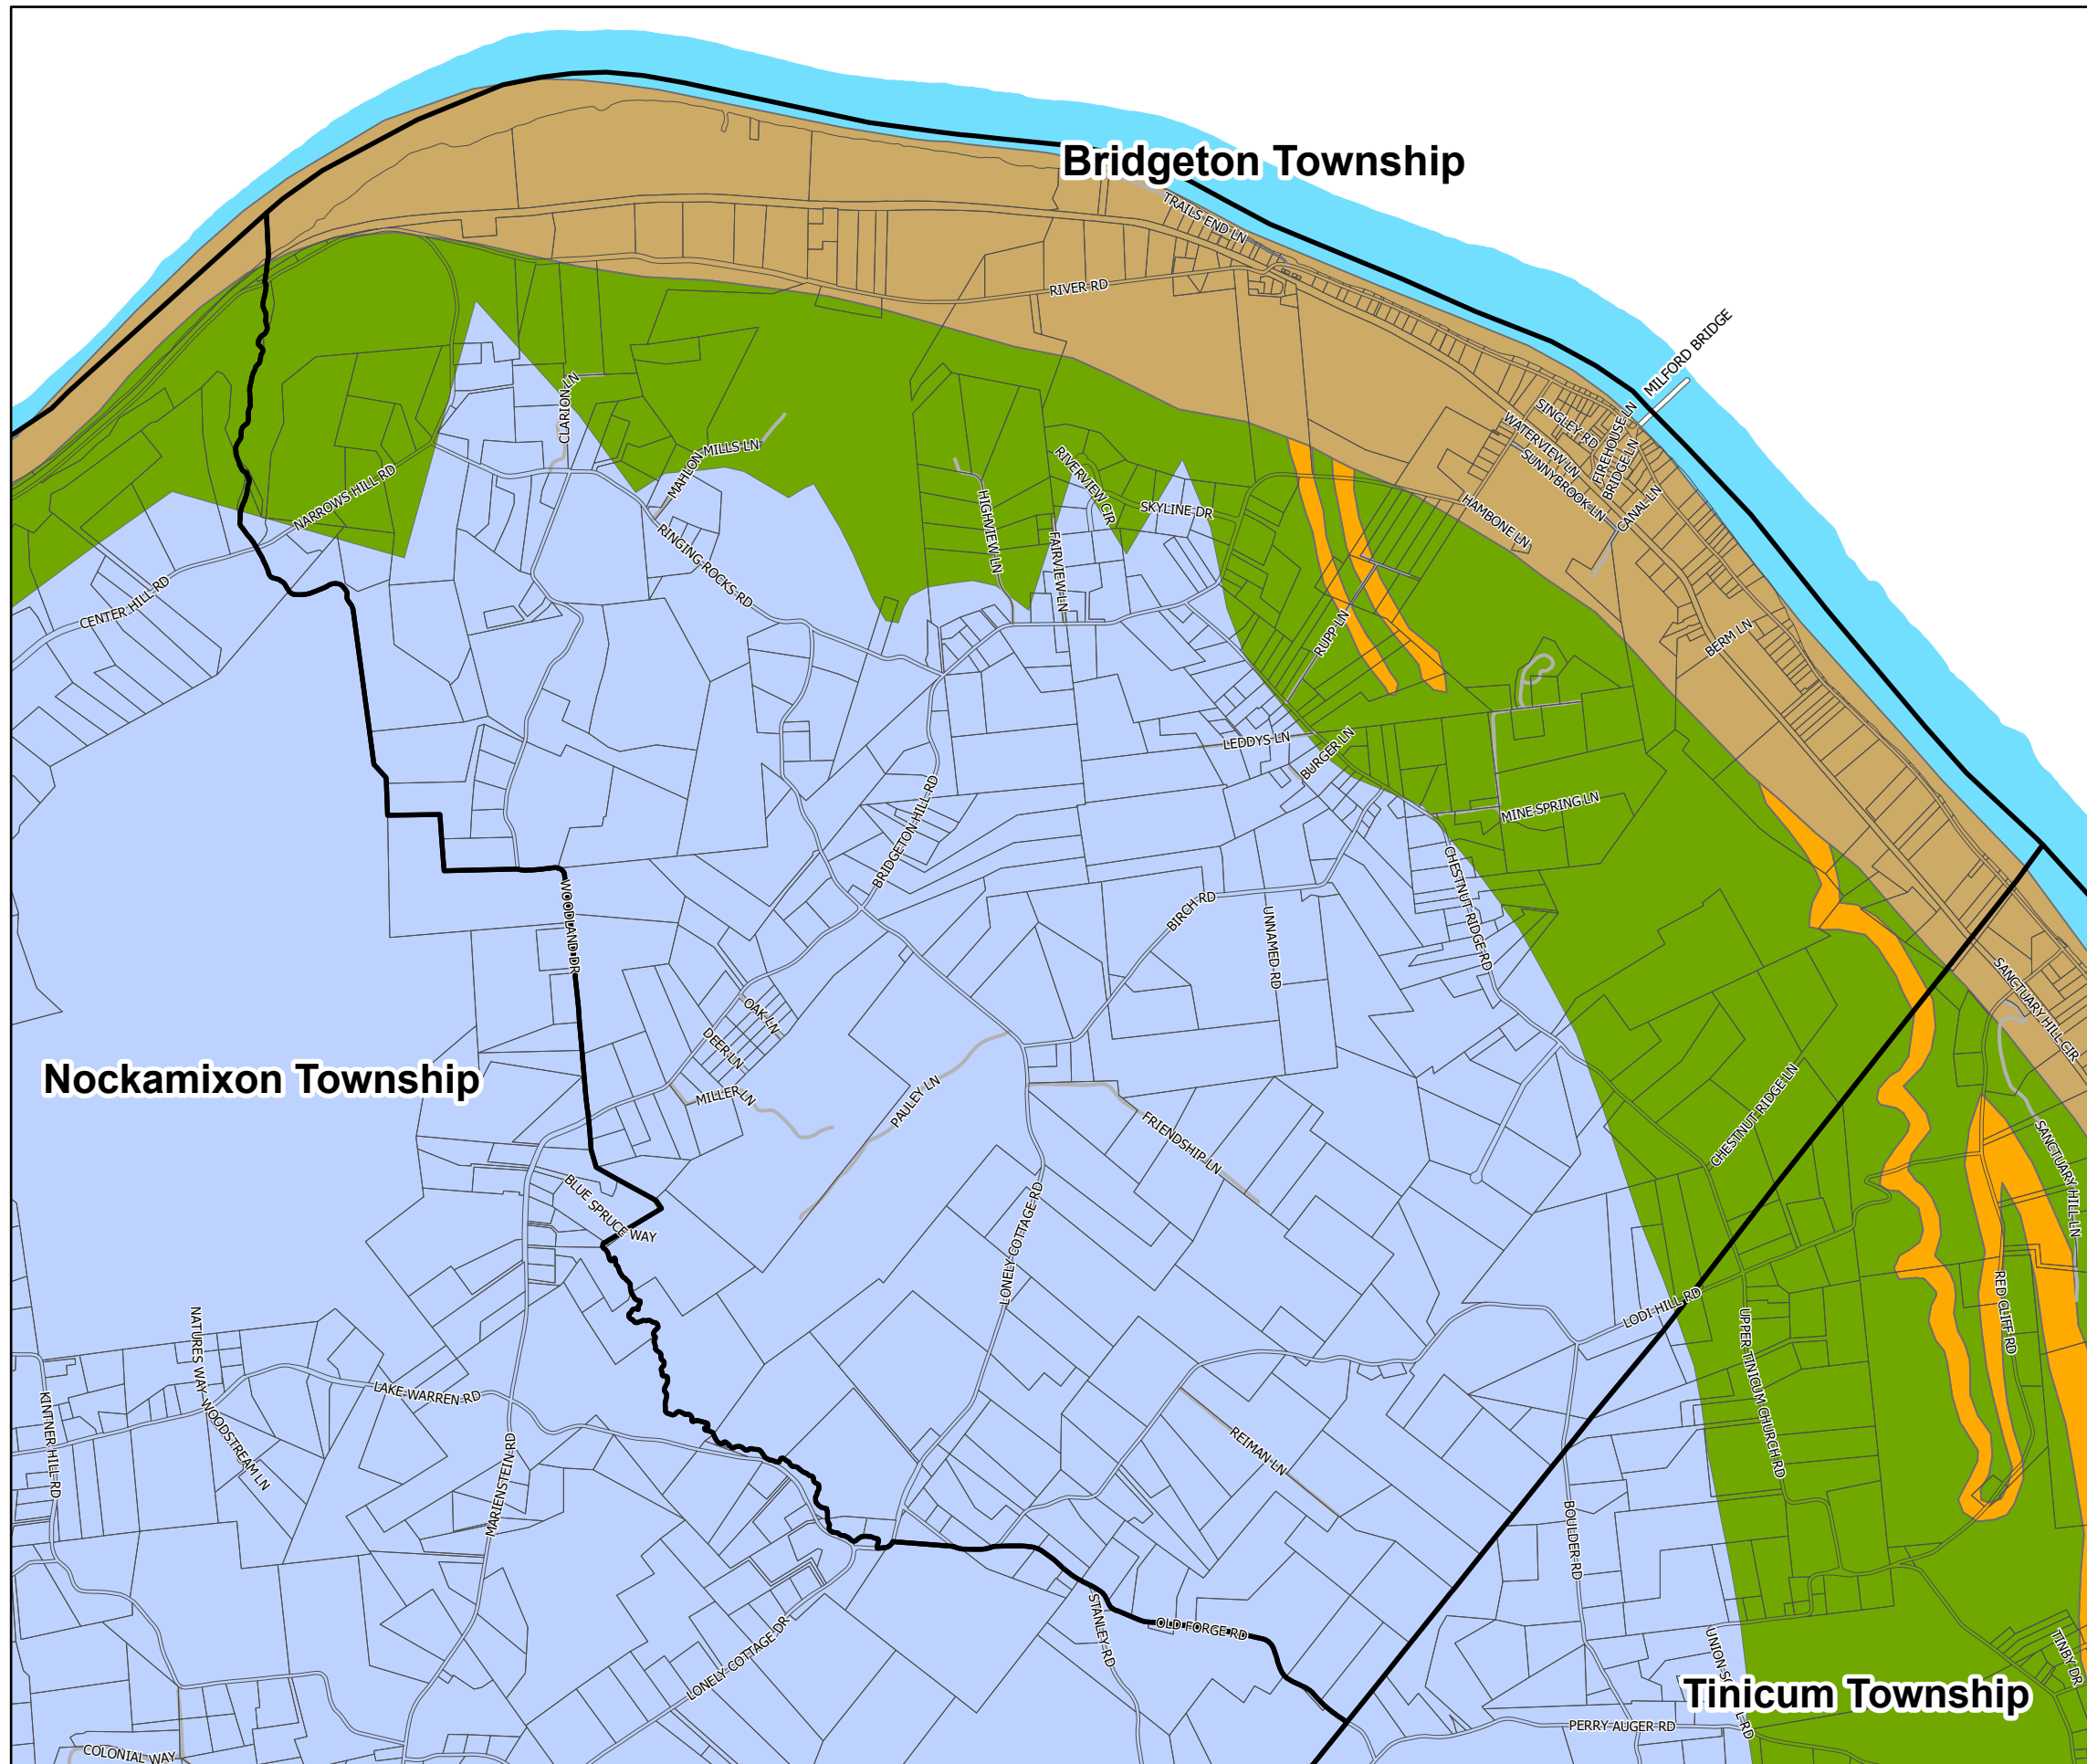 Bridgeton Township
TRAILS END LN
RIVER RD
MILFORD BRIDGE
SINGLEY RD
FIREHOUSE LN
WATERVIEW LN
BRIDGE LN
SUNNYBROOK LN
CANAL LN
HAMBONE LN
CLARION LN
MAHLON MILLS LN
NARROWS HILL RD
RIVERVIEW CIR
SKYLINE DR
HIGHVIEW LN
FAIRVIEW LN
RINGING ROCKS RD
CENTER HILL RD
RUPP LN
BERM LN
LEDDYS LN
BURGER LN
MINE SPRING LN
BRIDGETON HILL RD
CHESTNUT RIDGE RD
BIRCH RD
UNNAMED RD
WOODLAND DR
SANCTUARY HILL CIR
OAK LN
DEER LN
MILLER LN
PAULEY LN
Nockamixon Township
CHESTNUT RIDGE LN
FRIENDSHIP LN
SANCTUARY HILL LN
BLUE SPRUCE WAY
LONELY COTTAGE RD
LODI HILL RD
RED CLIFF RD
UPPER TINICUM CHURCH RD
NATURES WAY
WOODSTREAM LN
LAKE WARREN RD
KINTNER HILL RD
MARIENSTEIN RD
REIMAN LN
BOULDER RD
STANLEY RD
OLD FORGE RD
LONELY COTTAGE DR
TINBY DR
Tinicum Township
PERRY AUGER RD
COLONIAL WAY